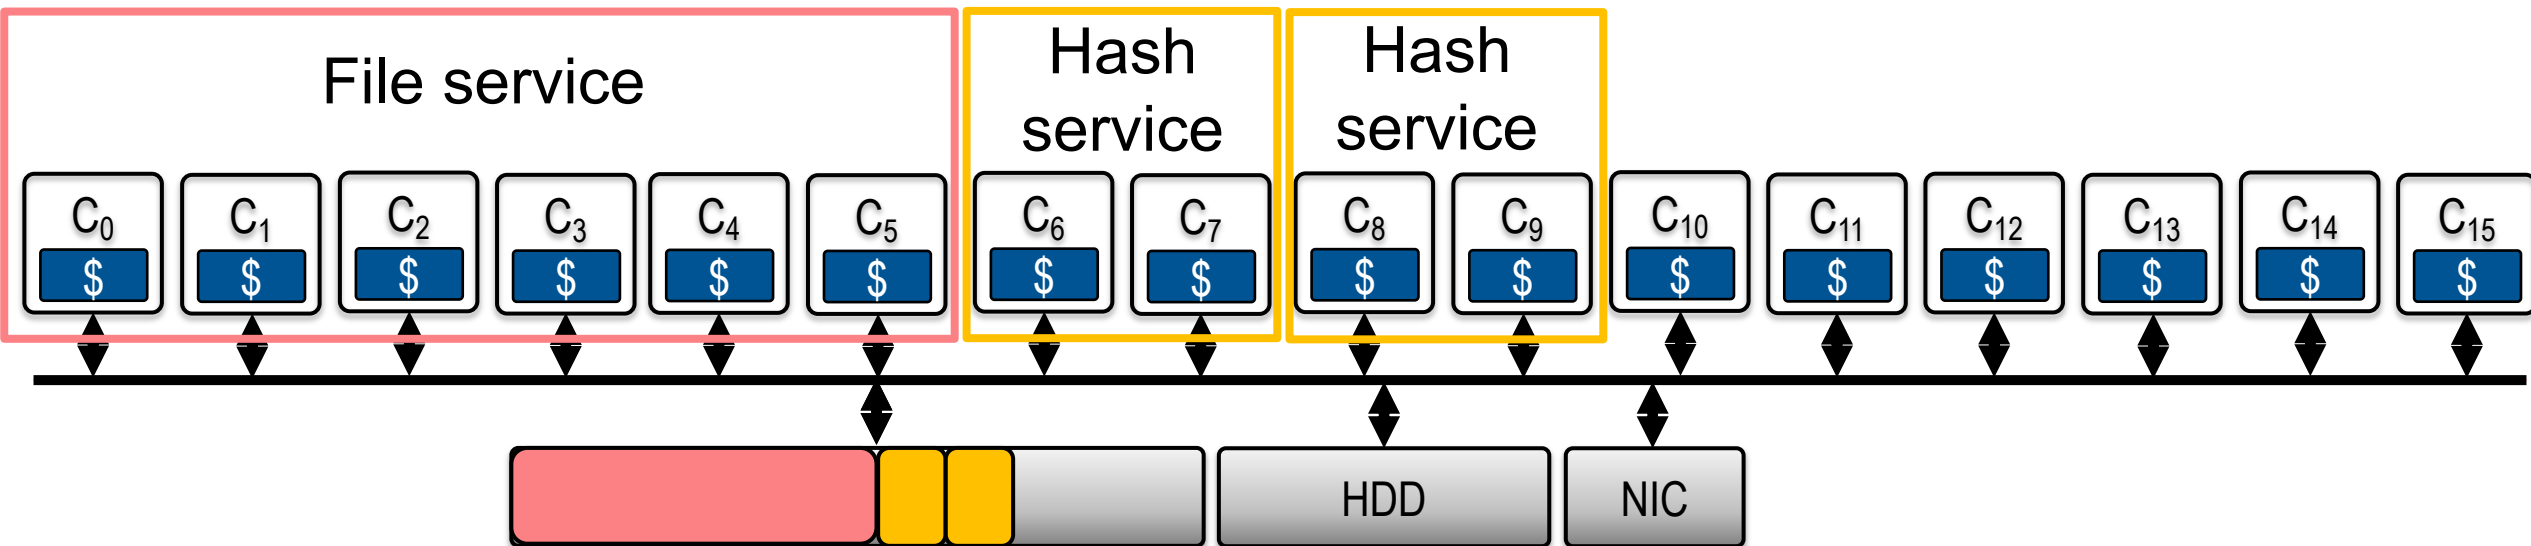 File service
Hash
service
Hash
service
C0 C1 C2 C3 C4 C5 C6 C7 C8 C9 C10 C11 C12 C13 C14 C15
$ $ $ $ $ $ $ $ $ $ $ $ $ $ $ $
HDD NIC